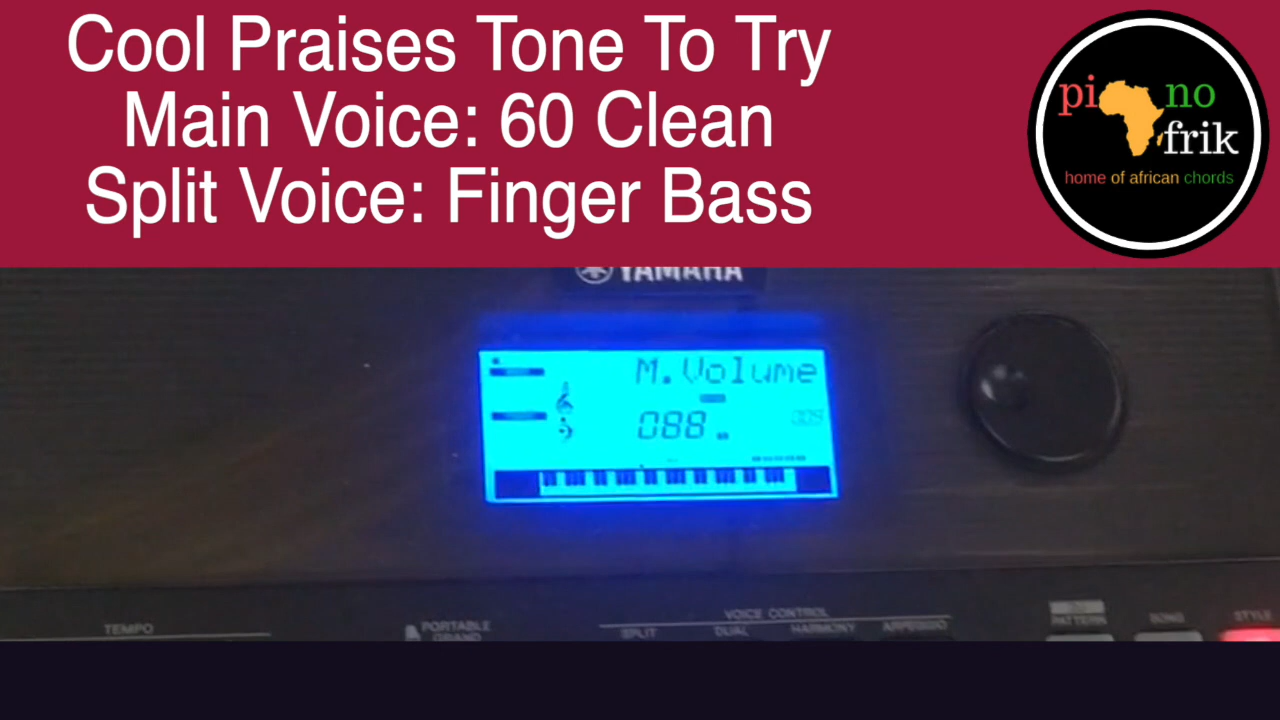 Cool Praises Tone To Try
Main Voice: 60 Clean
Split Voice: Finger Bass
pi no
frik
home of african chords
YAMAHA
M.Volume
088
009
TEMPO
PORTABLE
GRAND
VOICE CONTROL
SPLIT DUAL HARMONY ARPEGGIO
PATTERN
SONG
STYLE